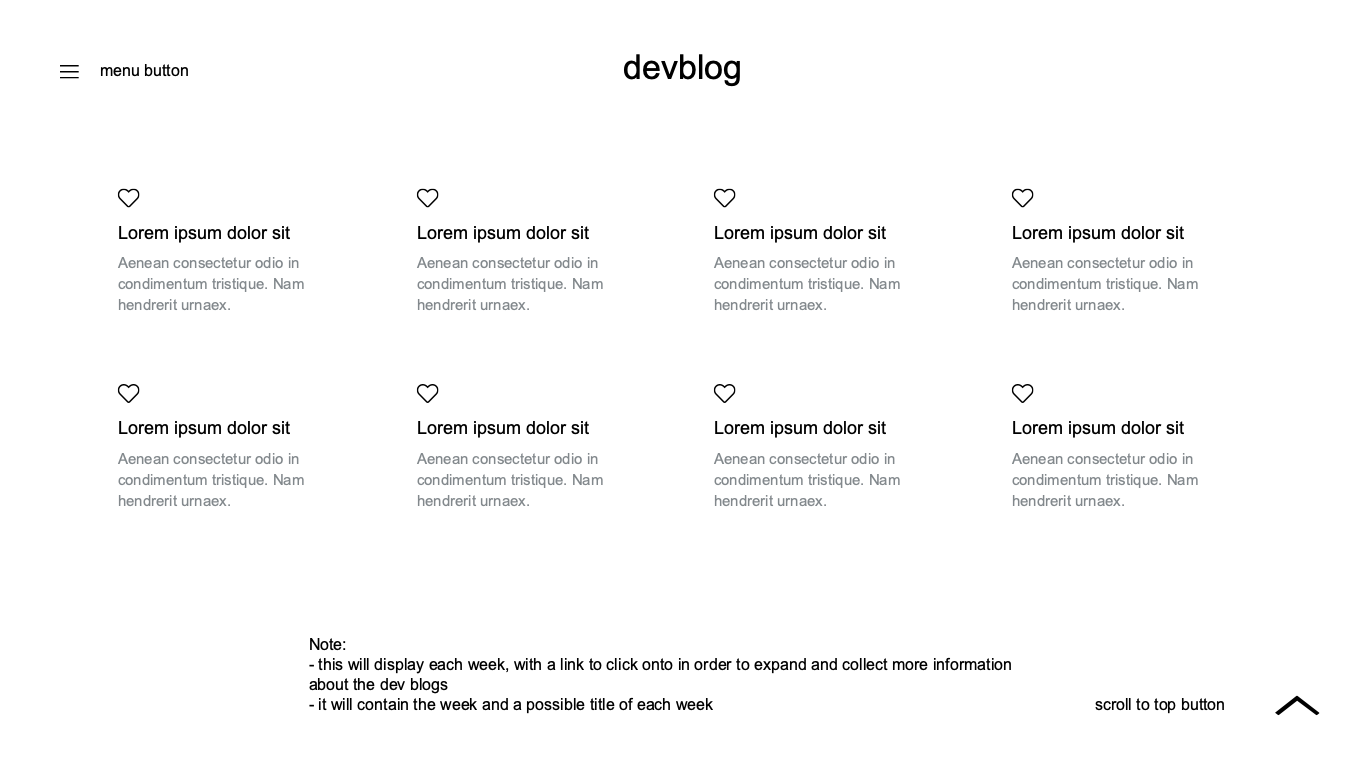 menu button
devblog
Lorem ipsum dolor sit
Aenean consectetur odio in
condimentum tristique. Nam
hendrerit urnaex.
Lorem ipsum dolor sit
Aenean consectetur odio in
condimentum tristique. Nam
hendrerit urnaex.
Lorem ipsum dolor sit
Aenean consectetur odio in
condimentum tristique. Nam
hendrerit urnaex.
Lorem ipsum dolor sit
Aenean consectetur odio in
condimentum tristique. Nam
hendrerit urnaex.
Lorem ipsum dolor sit
Aenean consectetur odio in
condimentum tristique. Nam
hendrerit urnaex.
Lorem ipsum dolor sit
Aenean consectetur odio in
condimentum tristique. Nam
hendrerit urnaex.
Lorem ipsum dolor sit
Aenean consectetur odio in
condimentum tristique. Nam
hendrerit urnaex.
Lorem ipsum dolor sit
Aenean consectetur odio in
condimentum tristique. Nam
hendrerit urnaex.
Note:
- this will display each week, with a link to click onto in order to expand and collect more information
about the dev blogs
- it will contain the week and a possible title of each week
scroll to top button